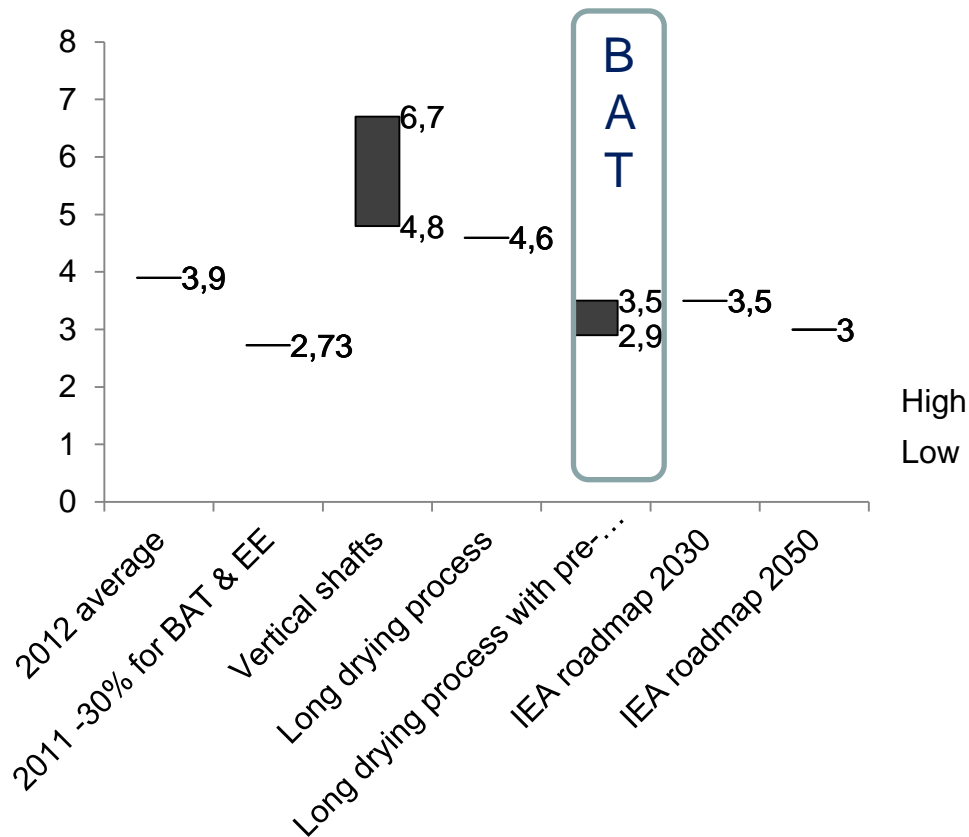 8
7
6
5
4
3
2
1
0
B
A
T
6,7
4,8
4,6
3,9
2,73
3,5
2,9
3,5
3
High
Low
2012 average
2011 -30% for BAT & EE
Vertical shafts
Long drying process
Long drying process with pre-…
IEA roadmap 2030
IEA roadmap 2050